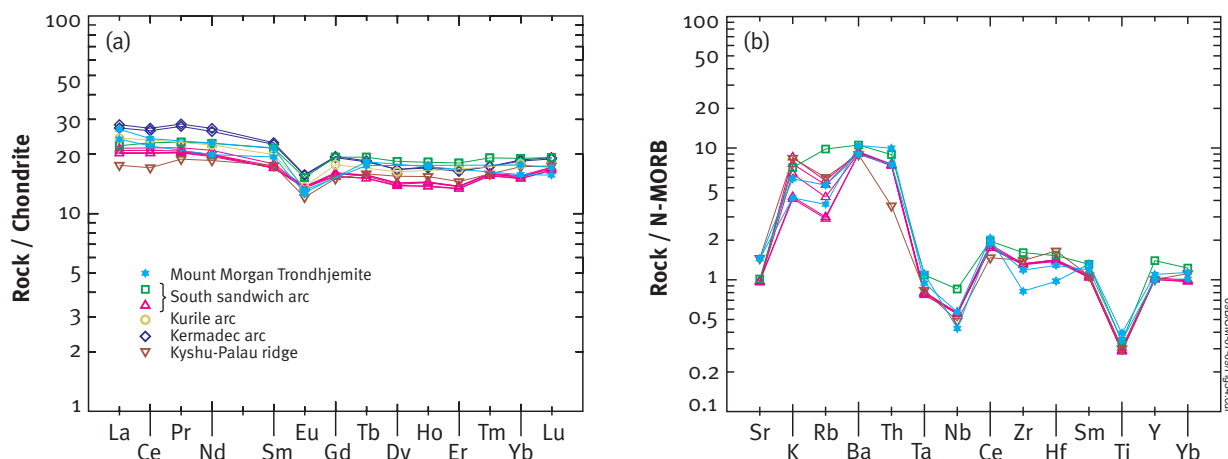 (a)
100
50
30
20
10
5
3
2
1
Rock / Chondrite
Mount Morgan Trondhjemite
South sandwich arc
Kurile arc
Kermadec arc
Kyshu-Palau ridge
La Pr Sm Eu Tb Ho Tm Lu
Ce Nd Gd Dy Er Yb
(b)
100
50
20
10
5
2
1
0.5
0.2
0.1
Rock / N-MORB
Sr Rb Th Nb Zr Sm Y
K Ba Ta Ce Hf Ti Yb